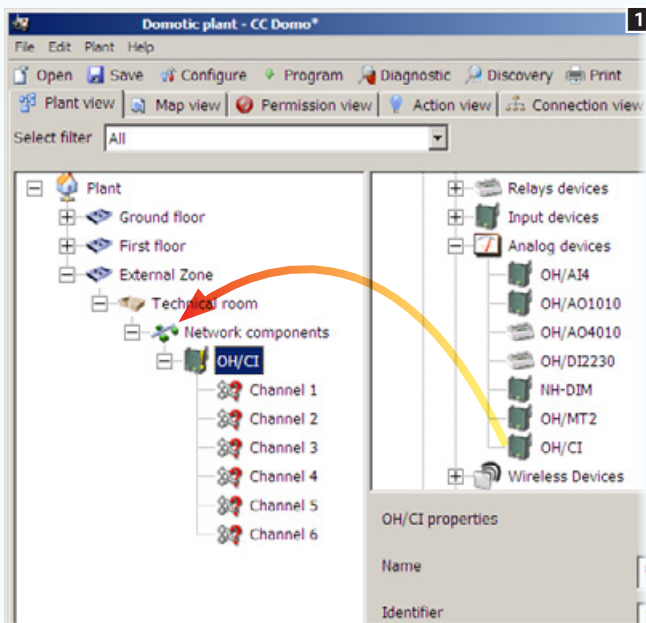 Domotic plant - CC Domo*
1
File Edit Plant Help
Open Save Configure Program Diagnostic Discovery Print
Plant view Map view Permission view Action view Connection view
Select filter All
Plant
Ground floor
First floor
External Zone
Technical room
Network components
OH/CI
Channel 1
Channel 2
Channel 3
Channel 4
Channel 5
Channel 6
Relays devices
Input devices
Analog devices
OH/AI4
OH/AO1010
OH/AO4010
OH/DI2230
NH-DIM
OH/MT2
OH/CI
Wireless Devices
OH/CI properties
Name
Identifier